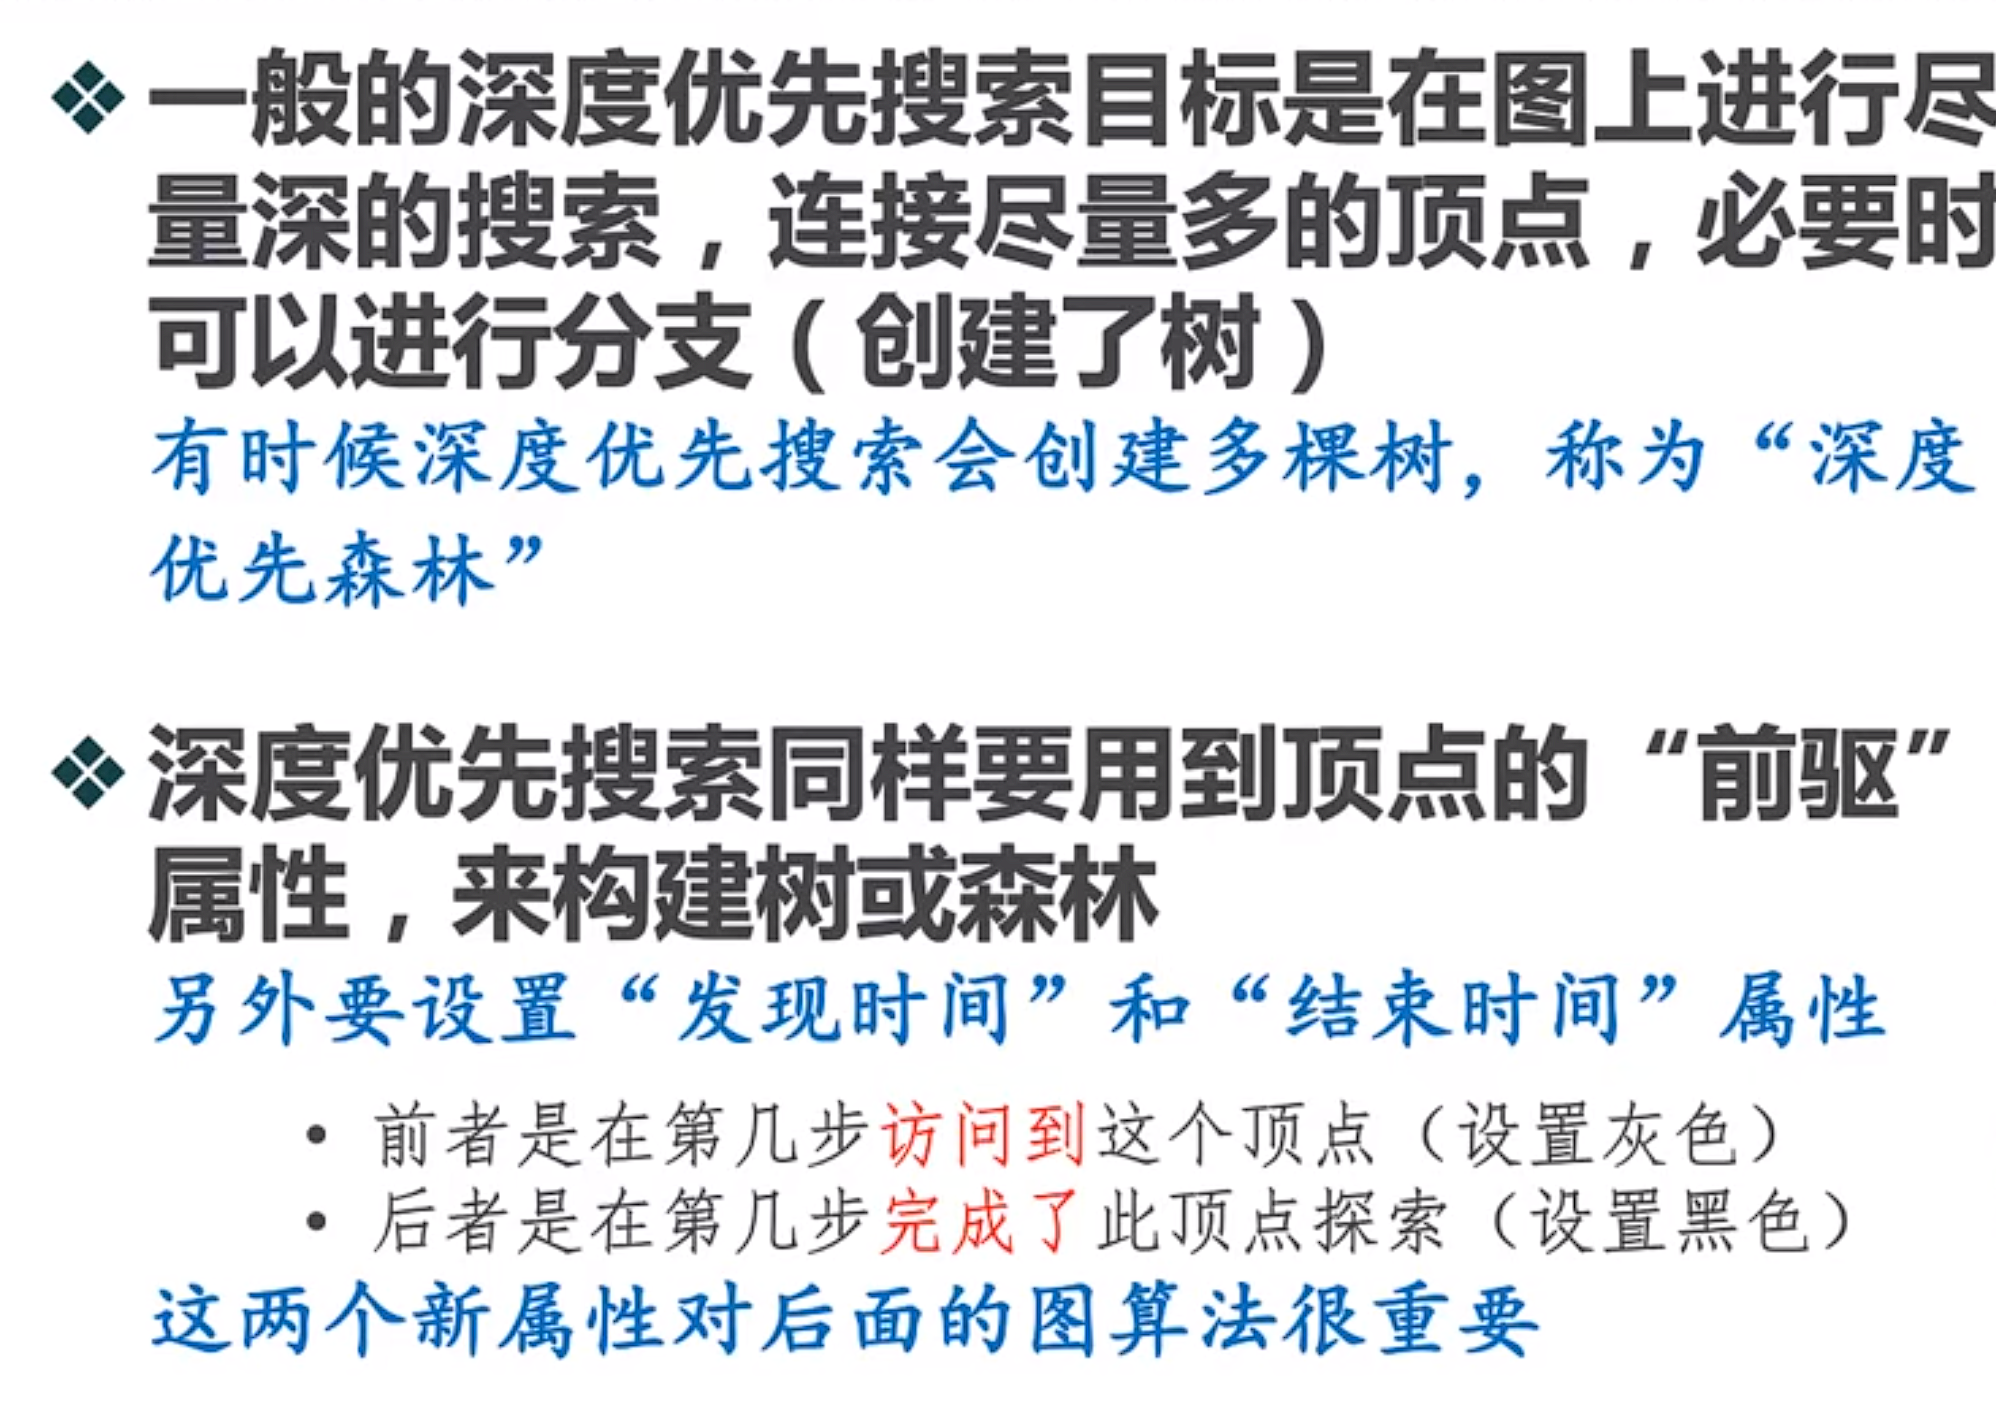 一般的深度优先搜索目标是在图上进行尽
量深的搜索，连接尽量多的顶点，必要时
可以进行分支（创建了树）
有时候深度优先搜索会创建多棵树，称为“深度
优先森林”
深度优先搜索同样要用到顶点的“前驱”
属性，来构建树或森林
另外要设置“发现时间”和“结束时间”属性
• 前者是在第几步访问到这个顶点（设置灰色）
• 后者是在第几步完成了此顶点探索（设置黑色）
这两个新属性对后面的图算法很重要